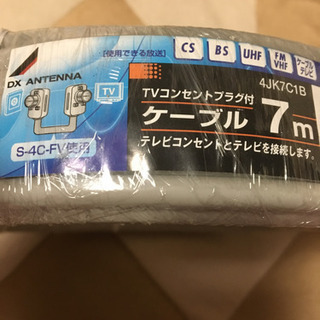 DX ANTENNA
[使用できる放送]
CS
BS
UHF
FM
VHF
ケーブル
テレビ
TV
S-4C-FV使用
4JK7C1B
TVコンセントプラグ付
ケーブル 7m
テレビコンセントとテレビを接続します。